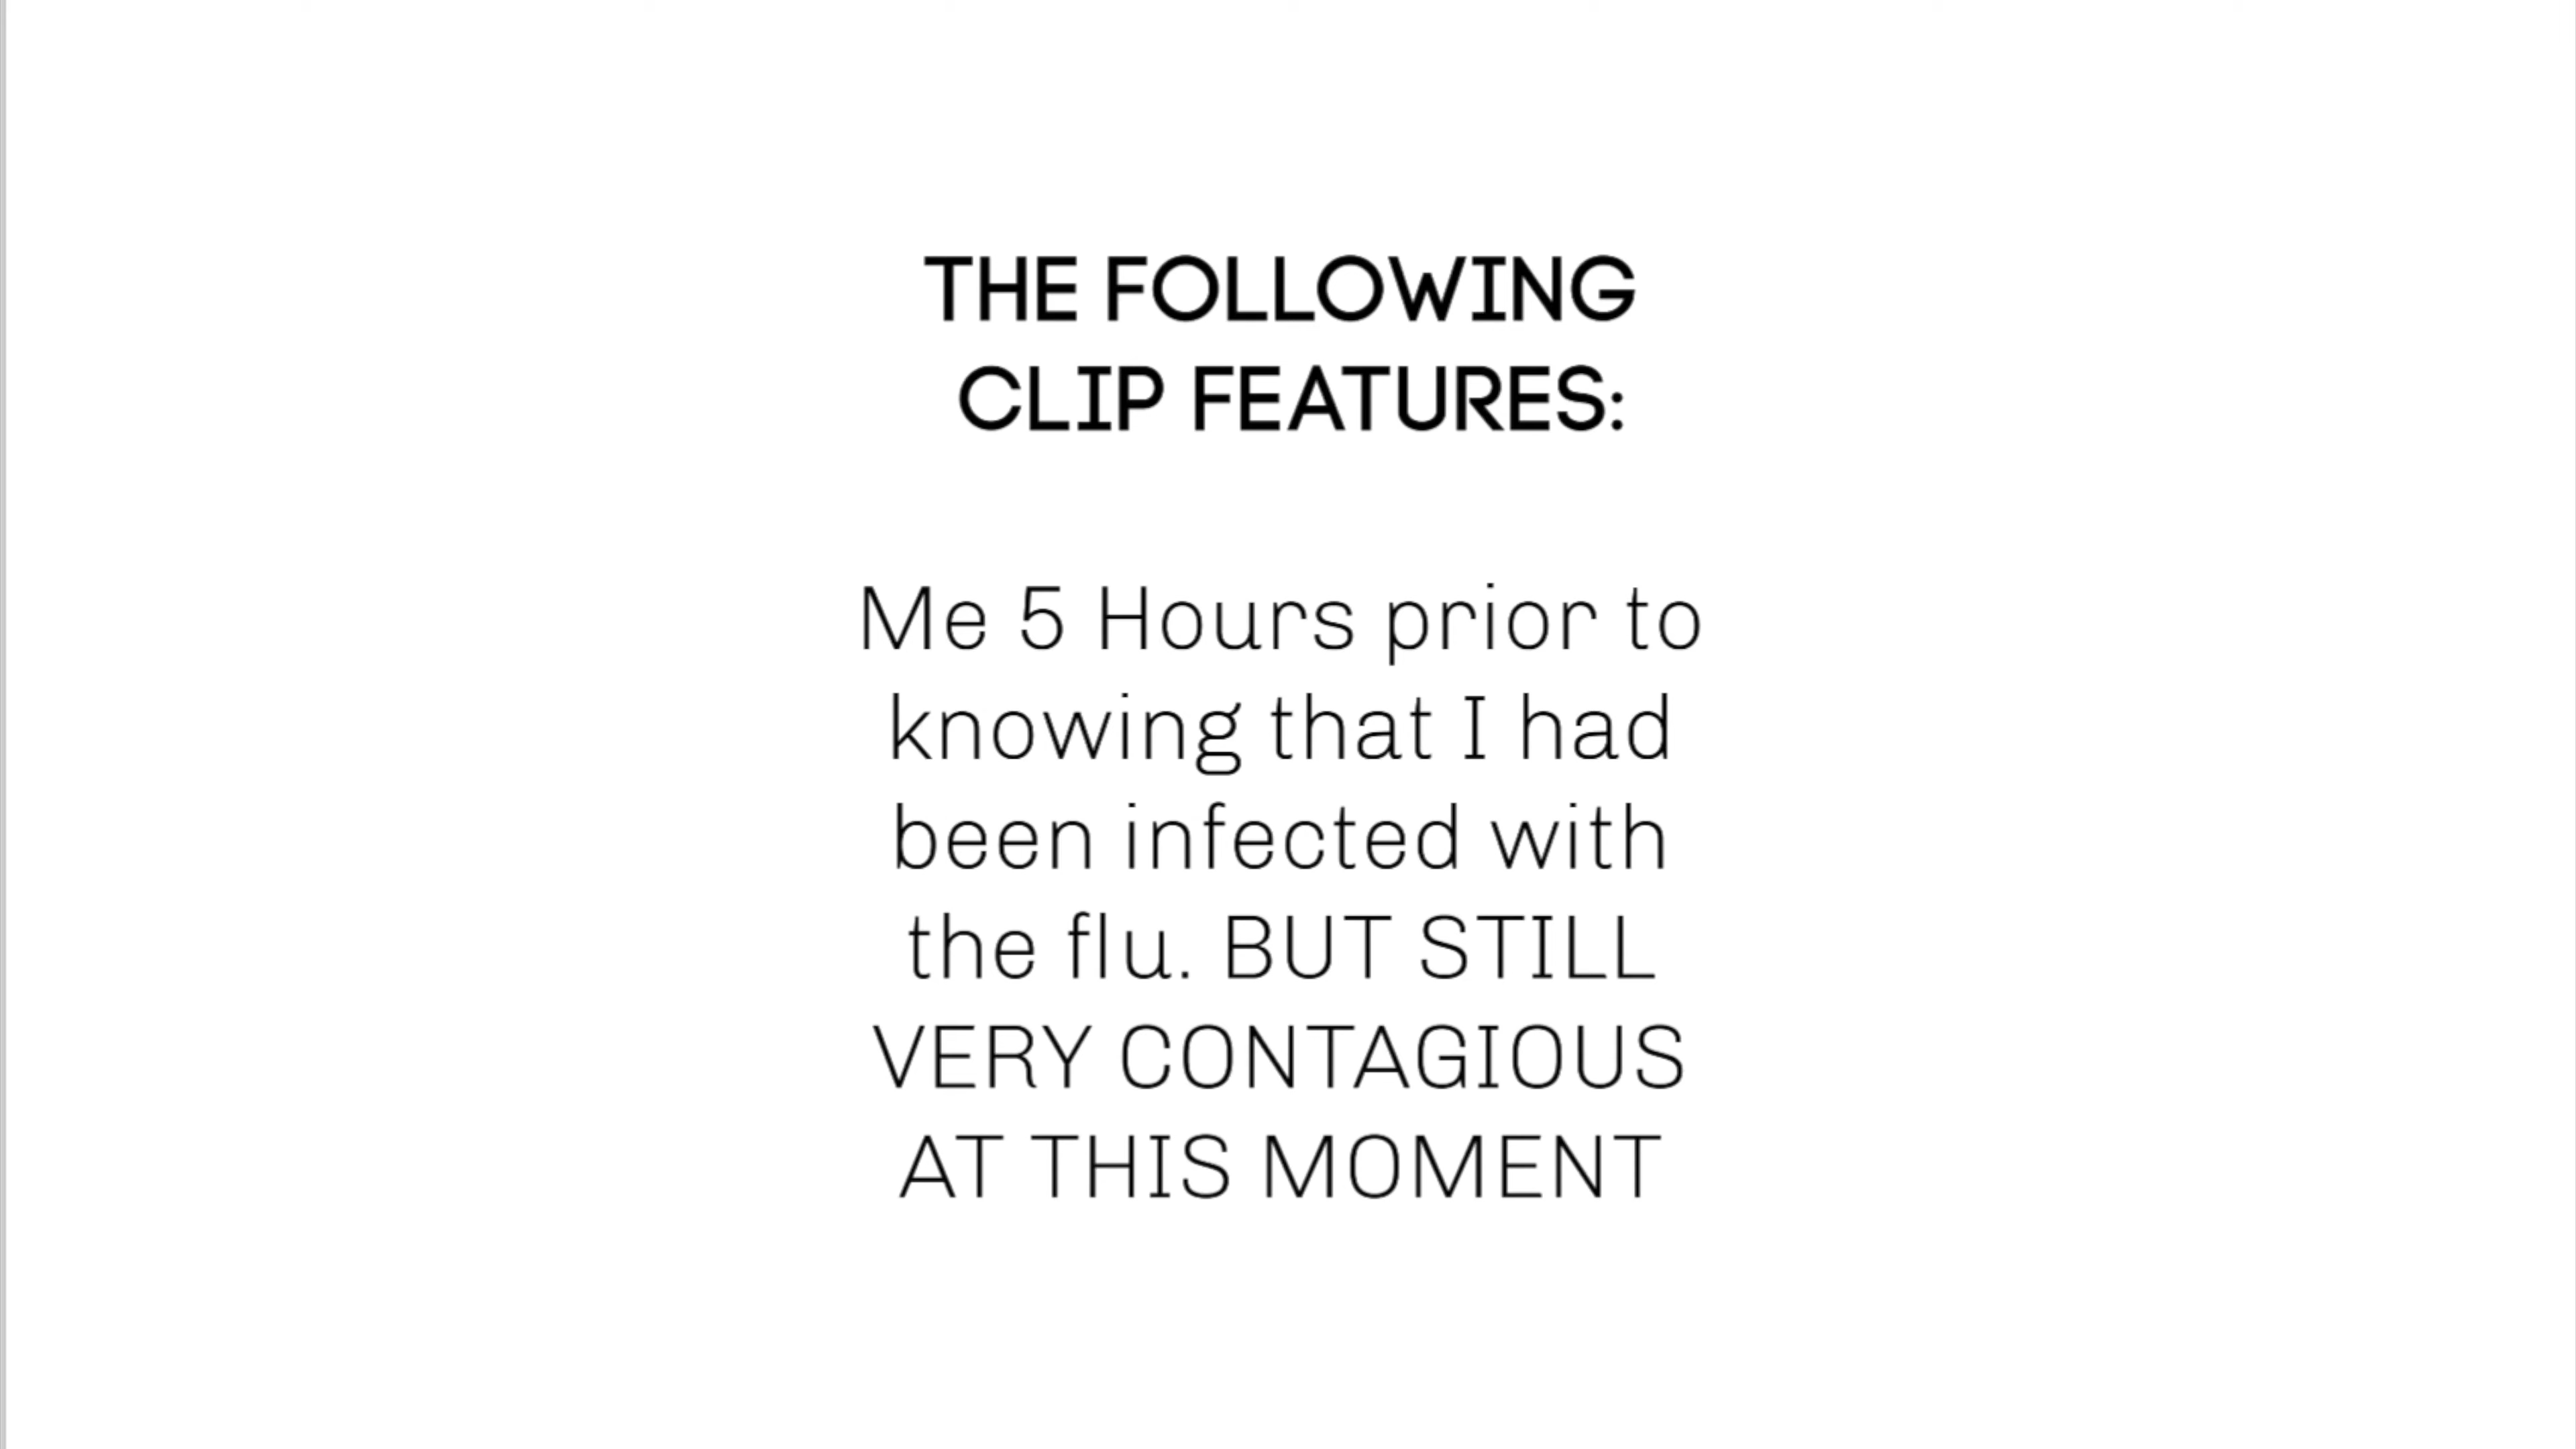 THE FOLLOWING
CLIP FEATURES:
Me 5 Hours prior to
knowing that I had
been infected with
the flu. BUT STILL
VERY CONTAGIOUS
AT THIS MOMENT